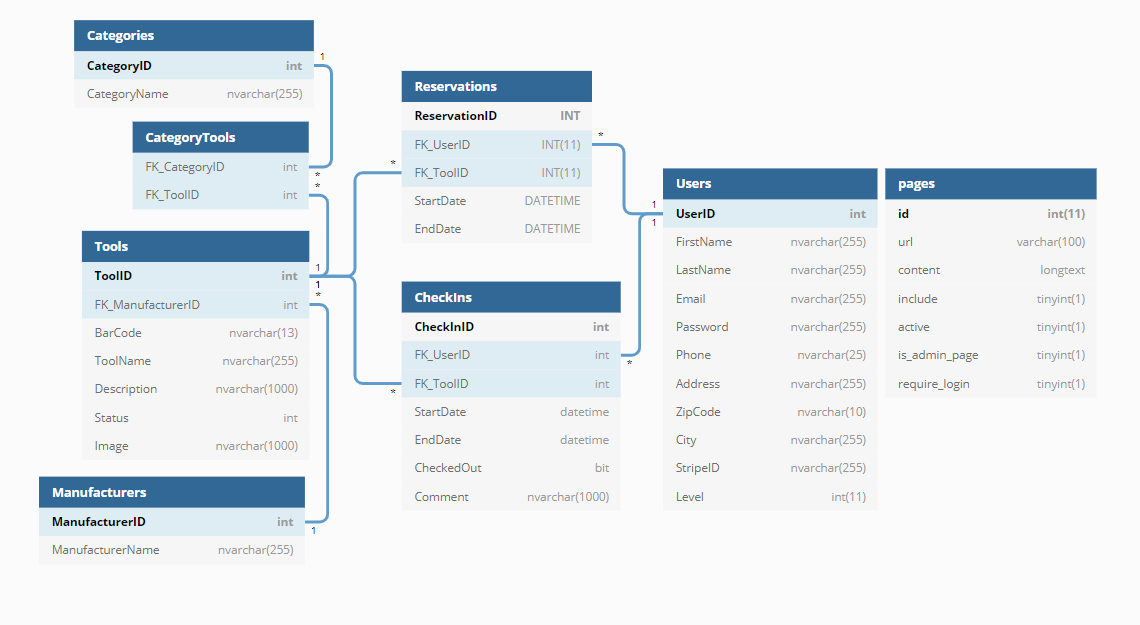 Categories
CategoryID int
CategoryName nvarchar(255)
1
CategoryTools
FK_CategoryID int
FK_ToolID int
*
*
Tools
ToolID int
FK_ManufacturerID int
BarCode nvarchar(13)
ToolName nvarchar(255)
Description nvarchar(1000)
Status int
Image nvarchar(1000)
1
1
*
Manufacturers
ManufacturerID int
ManufacturerName nvarchar(255)
1
Reservations
ReservationID INT
FK_UserID INT(11)
FK_ToolID INT(11)
StartDate DATETIME
EndDate DATETIME
*
*
CheckIns
CheckInID int
FK_UserID int
FK_ToolID int
StartDate datetime
EndDate datetime
CheckedOut bit
Comment nvarchar(1000)
*
*
Users
UserID int
FirstName nvarchar(255)
LastName nvarchar(255)
Email nvarchar(255)
Password nvarchar(255)
Phone nvarchar(25)
Address nvarchar(255)
ZipCode nvarchar(10)
City nvarchar(255)
StripeID nvarchar(255)
Level int(11)
1
1
pages
id int(11)
url varchar(100)
content longtext
include tinyint(1)
active tinyint(1)
is_admin_page tinyint(1)
require_login tinyint(1)